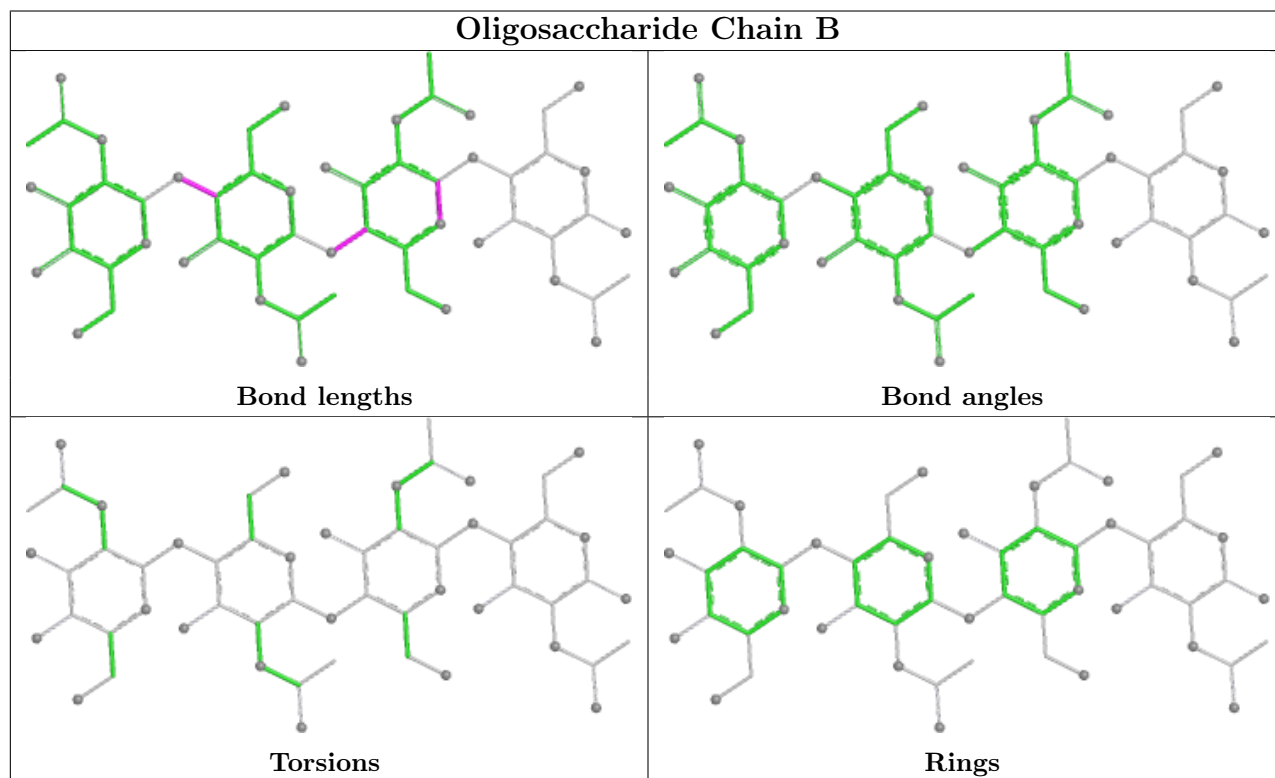 Oligosaccharide Chain B
Bond lengths
Bond angles
Torsions
Rings